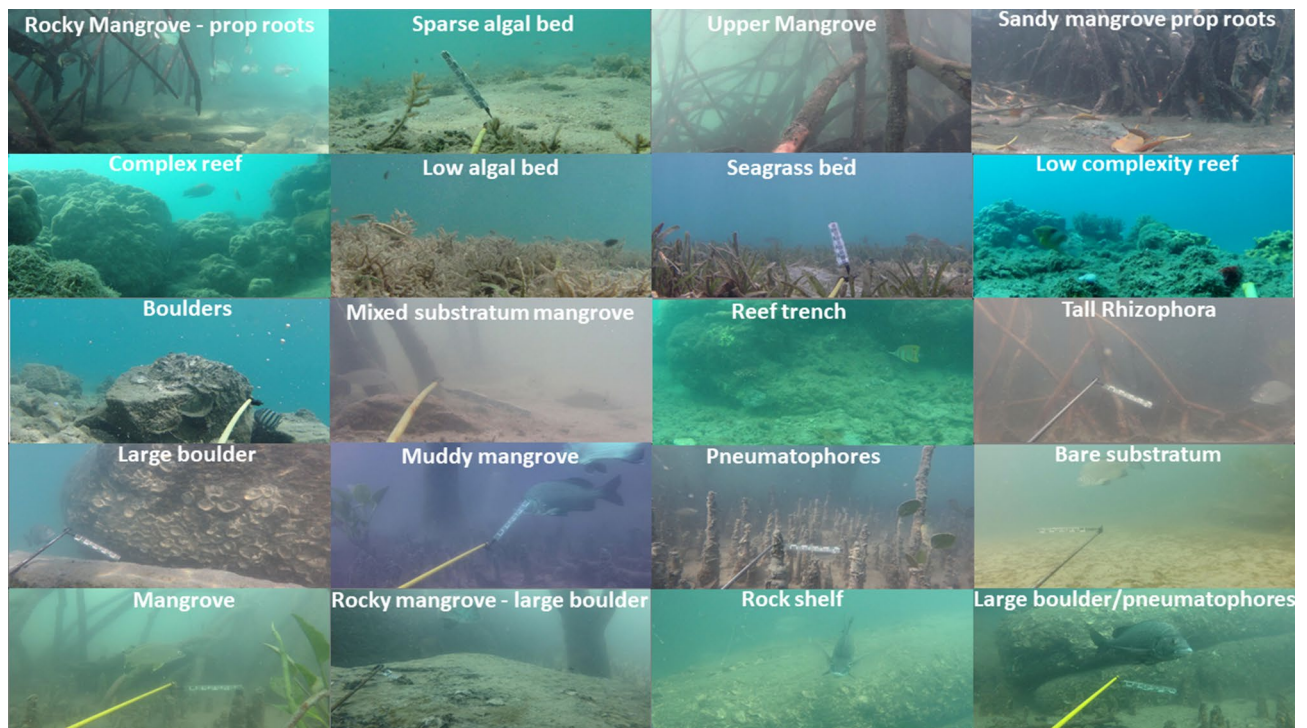 Rocky Mangrove - prop roots
Sparse algal bed
Upper Mangrove
Sandy mangrove prop roots
Complex reef
Low algal bed
Seagrass bed
Low complexity reef
Boulders
Mixed substratum mangrove
Reef trench
Tall Rhizophora
Large boulder
Muddy mangrove
Pneumatophores
Bare substratum
Mangrove
Rocky mangrove - large boulder
Rock shelf
Large boulder/pneumatophores